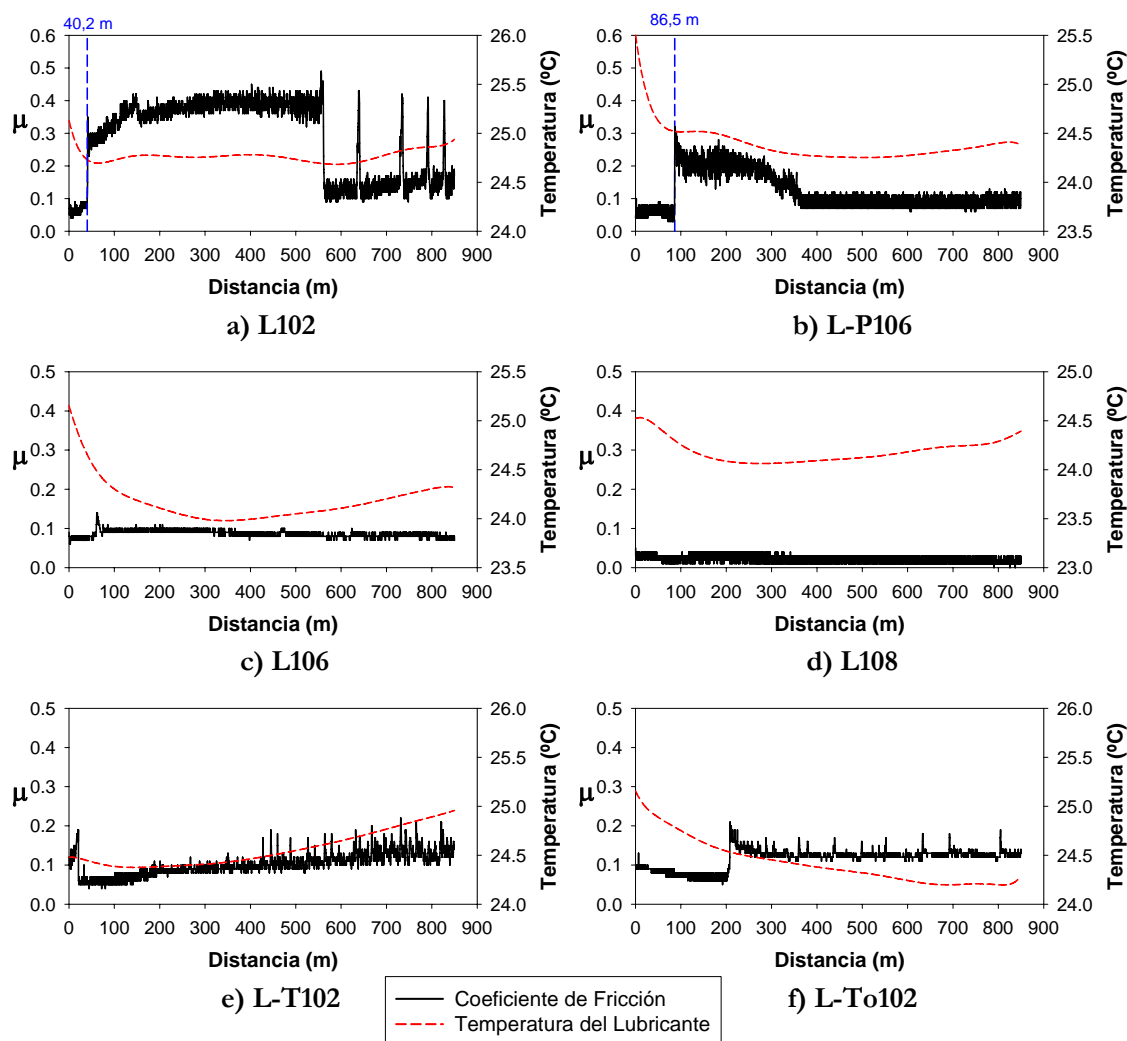 40,2 m
86,5 m
0.6 26.0 0.6 25.5
0.5 0.5
25.5 25.0
0.4 0.4
μ 0.3 25.0 Temperatura (ºC) μ 0.3 24.5 Temperatura (ºC)
0.2 0.2
24.5 24.0
0.1 0.1
0.0 24.0 0.0 23.5
0 100 200 300 400 500 600 700 800 900 0 100 200 300 400 500 600 700 800 900
Distancia (m) Distancia (m)
a) L102 b) L-P106
0.5 25.5 0.5 25.0
0.4 25.0 0.4 24.5
μ 0.3 Temperatura (ºC) μ 0.3 Temperatura (ºC)
24.5 24.0
0.2 0.2
0.1 24.0 0.1 23.5
0.0 23.5 0.0 23.0
0 100 200 300 400 500 600 700 800 900 0 100 200 300 400 500 600 700 800 900
Distancia (m) Distancia (m)
c) L106 d) L108
0.5 26.0 0.5 26.0
0.4 25.5 0.4 25.5
μ 0.3 Temperatura (ºC) μ 0.3 Temperatura (ºC)
25.0 25.0
0.2 0.2
0.1 24.5 0.1 24.5
0.0 24.0 0.0 24.0
0 100 200 300 400 500 600 700 800 900 0 100 200 300 400 500 600 700 800 900
Distancia (m) Distancia (m)
e) L-T102 f) L-To102
Coeficiente de Fricción
Temperatura del Lubricante